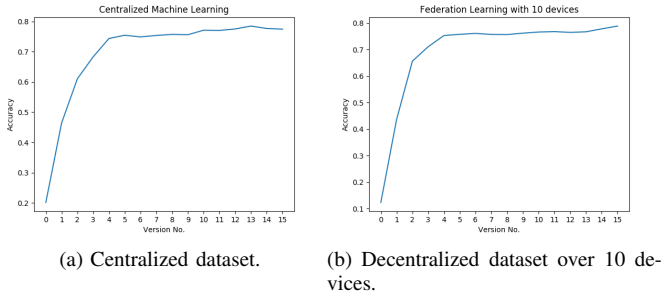 Centralized Machine Learning
0.8
0.7
0.6
0.5
0.4
0.3
0.2
Accuracy
0 1 2 3 4 5 6 7 8 9 10 11 12 13 14 15
Version No.
(a) Centralized dataset.
Federation Learning with 10 devices
0.8
0.7
0.6
0.5
0.4
0.3
0.2
0.1
Accuracy
0 1 2 3 4 5 6 7 8 9 10 11 12 13 14 15
Version No.
(b) Decentralized dataset over 10 de-
vices.